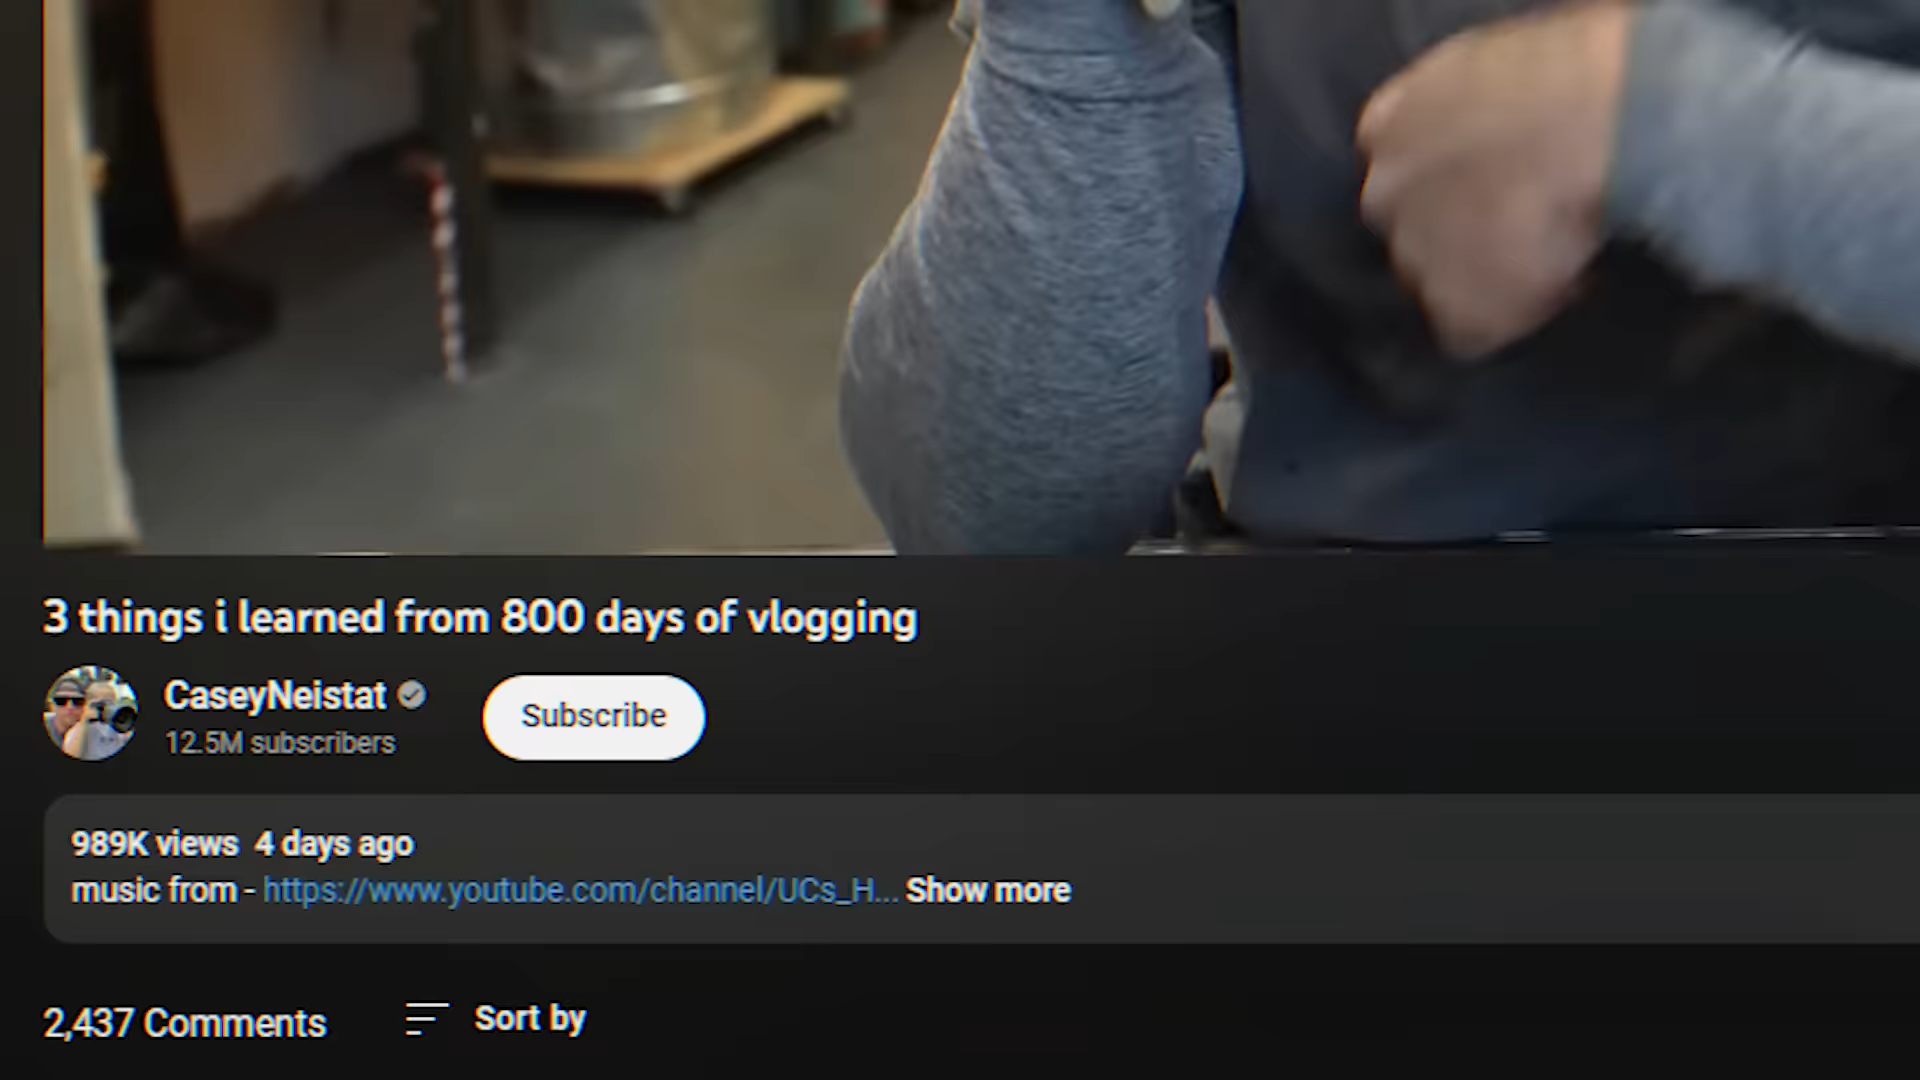 3 things i learned from 800 days of vlogging
CaseyNeistat
12.5M subscribers
Subscribe
989K views 4 days ago
music from - https://www.youtube.com/channel/UCs_H... Show more
2,437 Comments
Sort by